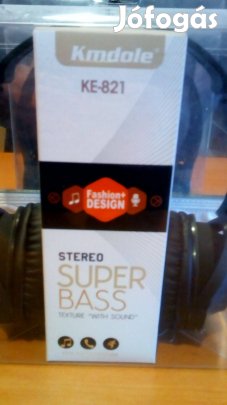 Jófogás
Kmdole®
KE-821
Fashion+
DESIGN
STEREO
SUPER
BASS
TEXTURE "WITH SOUND"